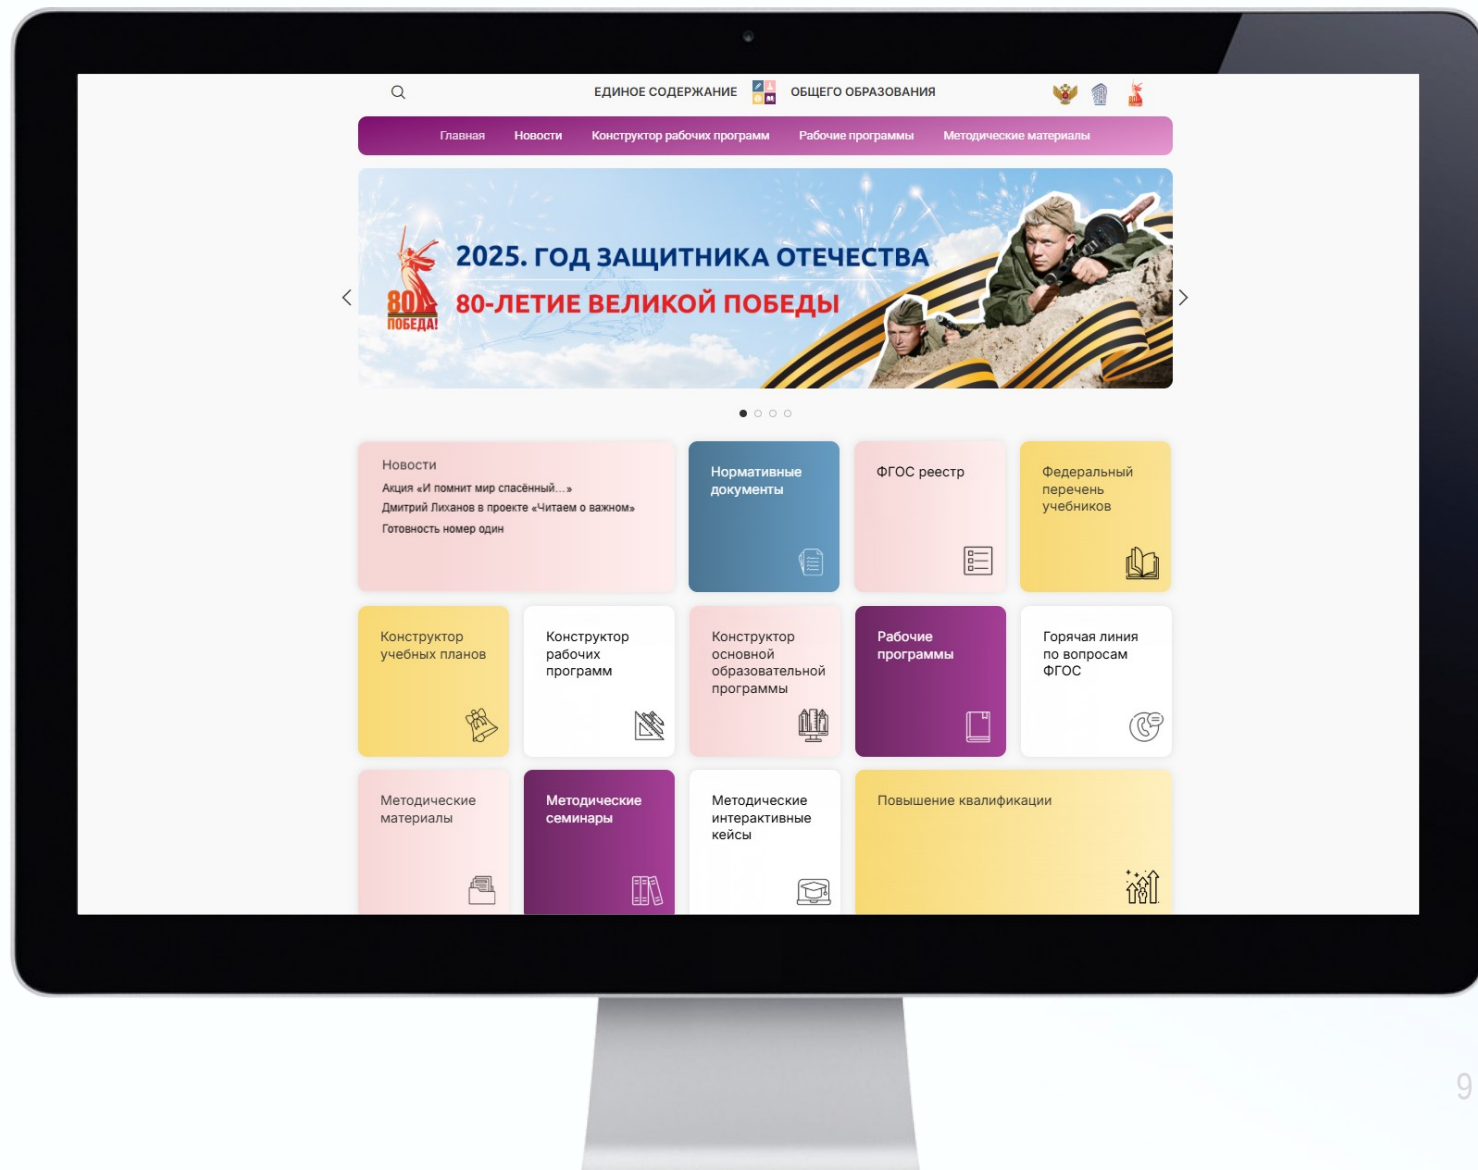 ЕДИНОЕ СОДЕРЖАНИЕ ОБЩЕГО ОБРАЗОВАНИЯ
Главная Новости Конструктор рабочих программ Рабочие программы Методические материалы
2025. ГОД ЗАЩИТНИКА ОТЕЧЕСТВА
80-ЛЕТИЕ ВЕЛИКОЙ ПОБЕДЫ
80
ПОБЕДА!
Новости
Акция «И помнит мир спасённый...»
Дмитрий Лиханов в проекте «Читаем о важном»
Готовность номер один
Нормативные
документы
ФГОС реестр
Федеральный
перечень
учебников
Конструктор
учебных планов
Конструктор
рабочих
программ
Конструктор
основной
образовательной
программы
Рабочие
программы
Горячая линия
по вопросам
ФГОС
Методические
материалы
Методические
семинары
Методические
интерактивные
кейсы
Повышение квалификации
9